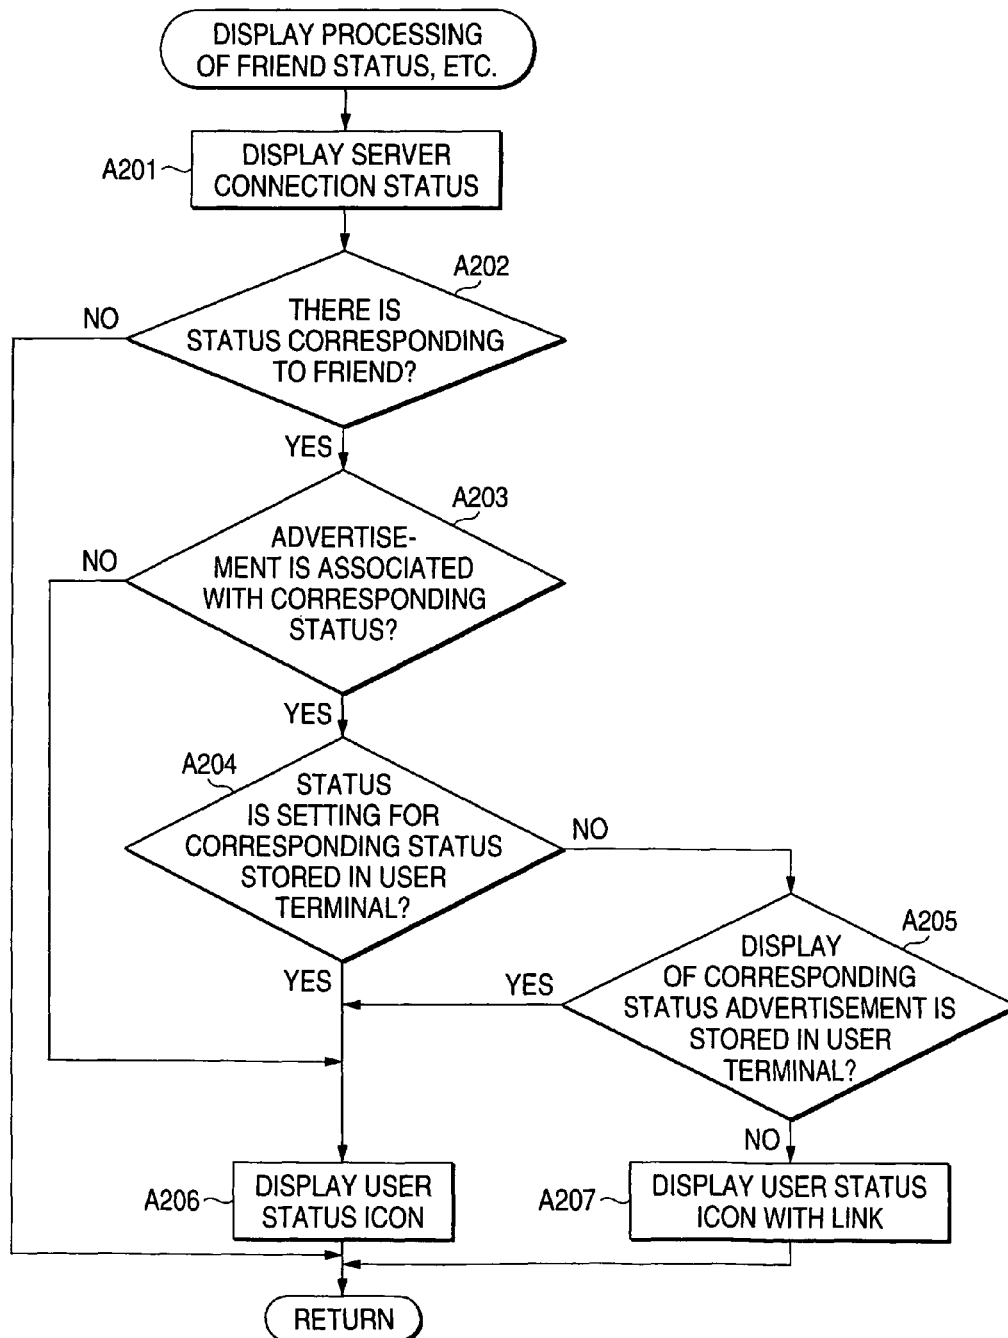 DISPLAY PROCESSING
OF FRIEND STATUS, ETC.
A201
DISPLAY SERVER
CONNECTION STATUS
A202
NO
THERE IS
STATUS CORRESPONDING
TO FRIEND?
YES
A203
NO
ADVERTISE-
MENT IS ASSOCIATED
WITH CORRESPONDING
STATUS?
YES
A204
STATUS
IS SETTING FOR
CORRESPONDING STATUS
STORED IN USER
TERMINAL?
NO
YES
A205
DISPLAY
OF CORRESPONDING
STATUS ADVERTISEMENT IS
STORED IN USER
TERMINAL?
YES
NO
A206
DISPLAY USER
STATUS ICON
A207
DISPLAY USER STATUS
ICON WITH LINK
RETURN